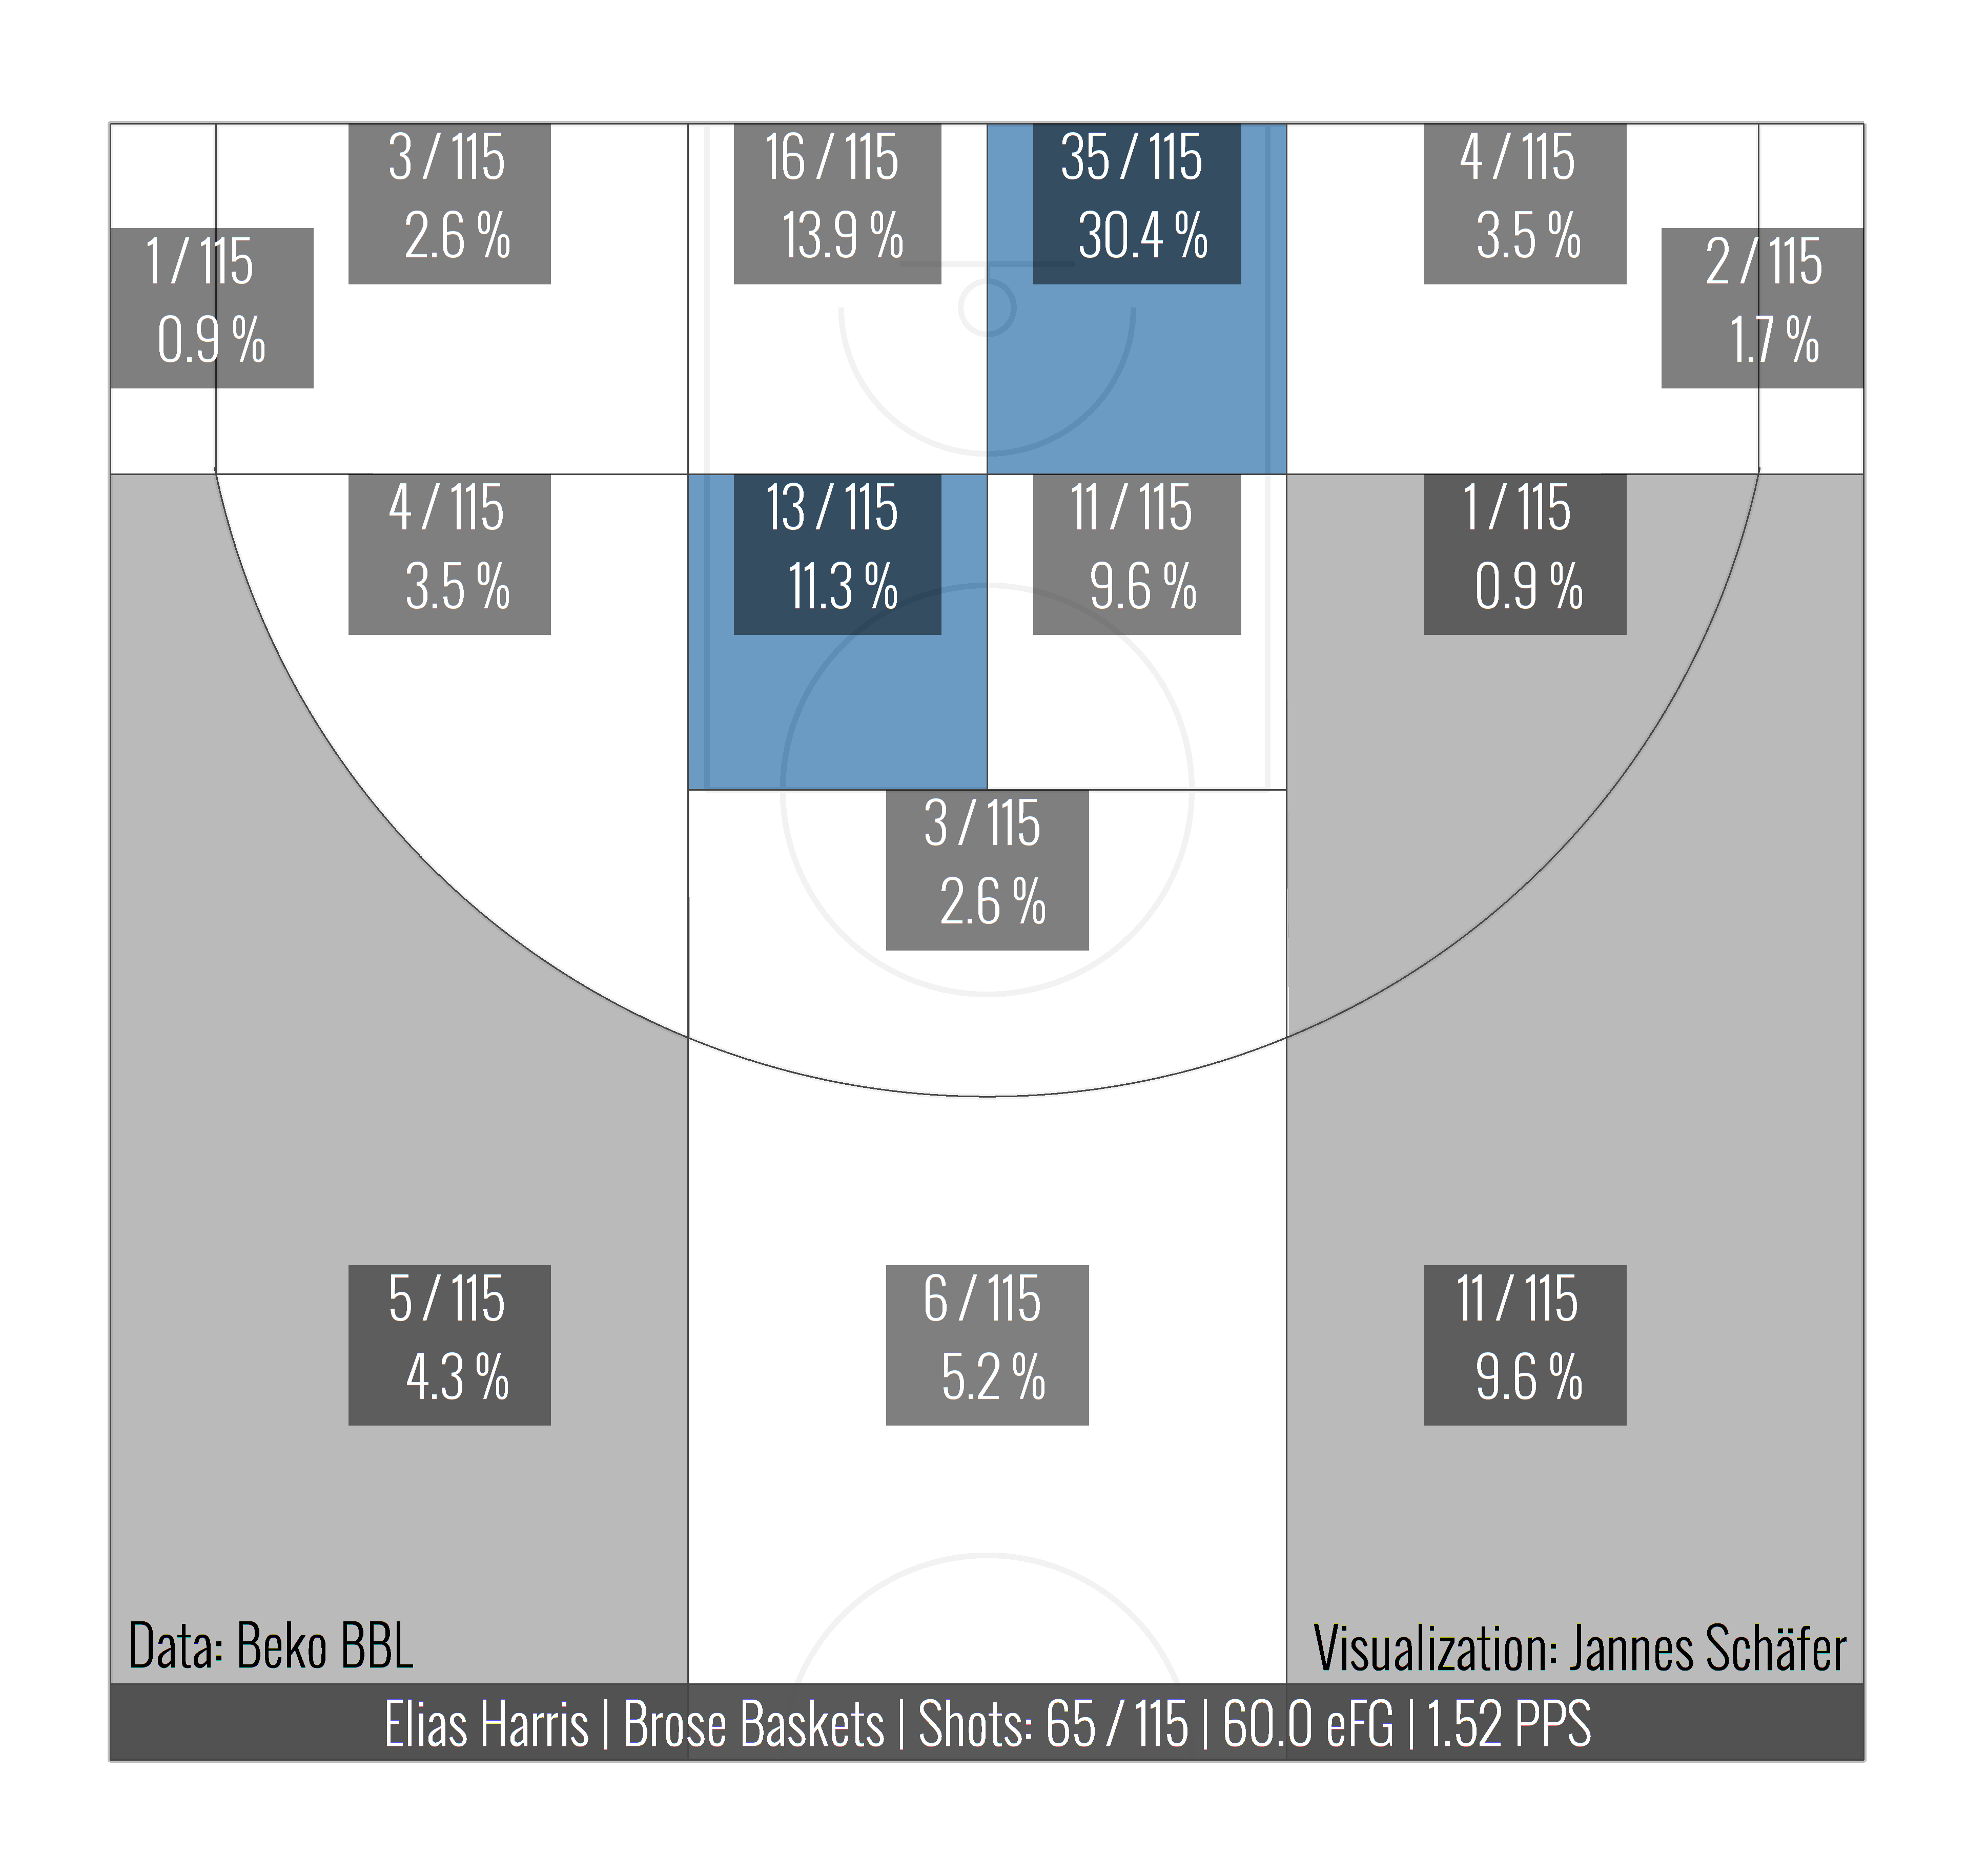 3 / 115
2.6 %
16 / 115
13.9 %
35 / 115
30.4 %
4 / 115
3.5 %
1 / 115
0.9 %
2 / 115
1.7 %
4 / 115
3.5 %
13 / 115
11.3 %
11 / 115
9.6 %
1 / 115
0.9 %
3 / 115
2.6 %
5 / 115
4.3 %
6 / 115
5.2 %
11 / 115
9.6 %
Data: Beko BBL
Visualization: Jannes Schäfer
Elias Harris | Brose Baskets | Shots: 65 / 115 | 60.0 eFG | 1.52 PPS